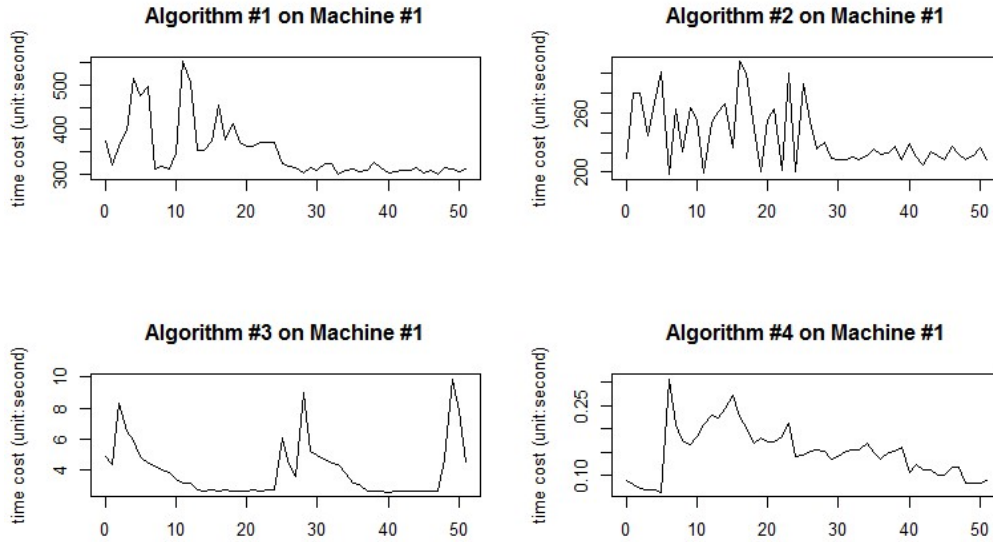 Algorithm #1 on Machine #1
time cost (unit:second)
500
400
300
0 10 20 30 40 50
Algorithm #2 on Machine #1
time cost (unit:second)
260
200
0 10 20 30 40 50
Algorithm #3 on Machine #1
time cost (unit:second)
10
8
6
4
0 10 20 30 40 50
Algorithm #4 on Machine #1
time cost (unit:second)
0.25
0.10
0 10 20 30 40 50